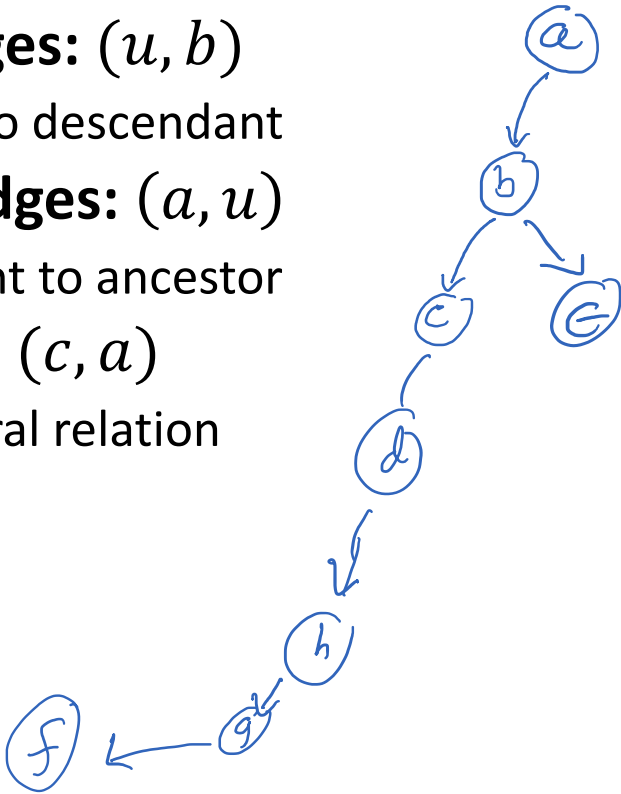 ges: (u, b)
o descendant
dges: (a, u)
nt to ancestor
(c, a)
ral relation
a
b
c
e
d
h
g
f